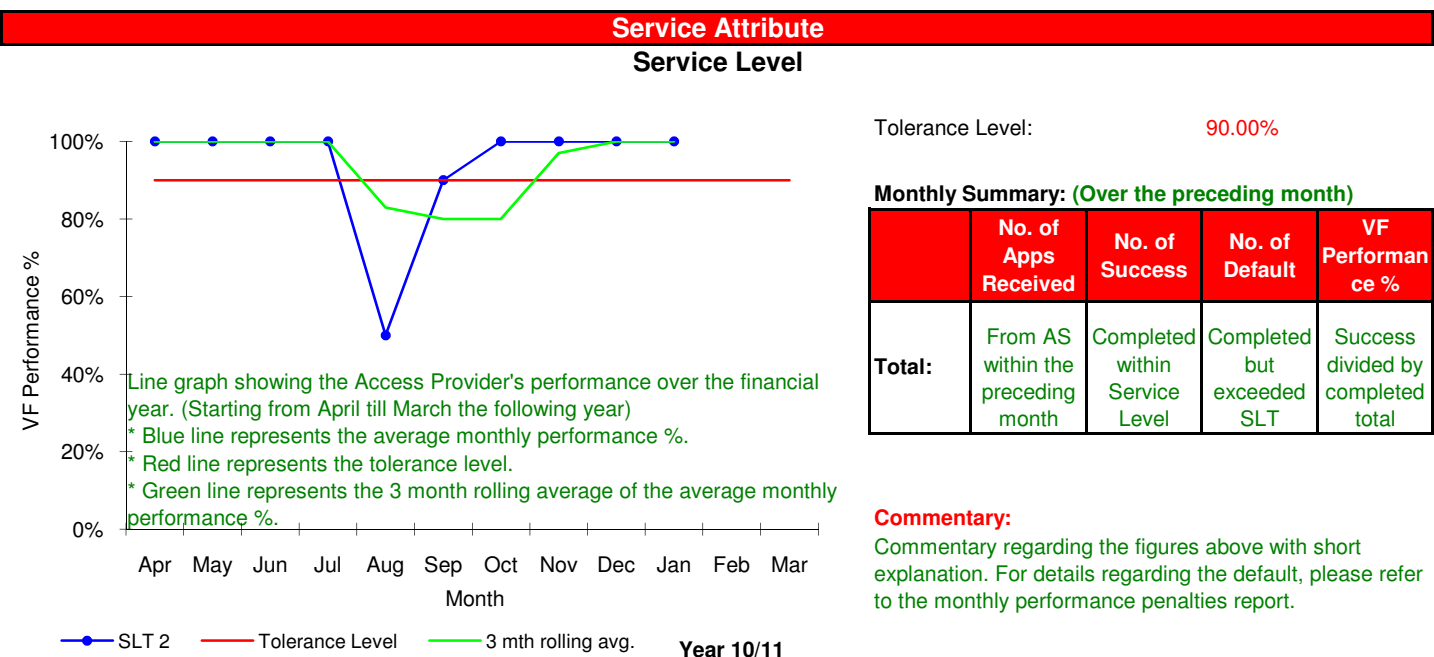 Service Attribute
Service Level
100%
80%
60%
40%
20%
0%
VF Performance %
Line graph showing the Access Provider's performance over the financial
year. (Starting from April till March the following year)
* Blue line represents the average monthly performance %.
* Red line represents the tolerance level.
* Green line represents the 3 month rolling average of the average monthly
performance %.
Apr May Jun Jul Aug Sep Oct Nov Dec Jan Feb Mar
Month
SLT 2 Tolerance Level 3 mth rolling avg. Year 10/11
Tolerance Level: 90.00%
Monthly Summary: (Over the preceding month)
No. of
Apps
Received
No. of
Success
No. of
Default
VF
Performan
ce %
Total:
From AS
within the
preceding
month
Completed
within
Service
Level
Completed
but
exceeded
SLT
Success
divided by
completed
total
Commentary:
Commentary regarding the figures above with short
explanation. For details regarding the default, please refer
to the monthly performance penalties report.